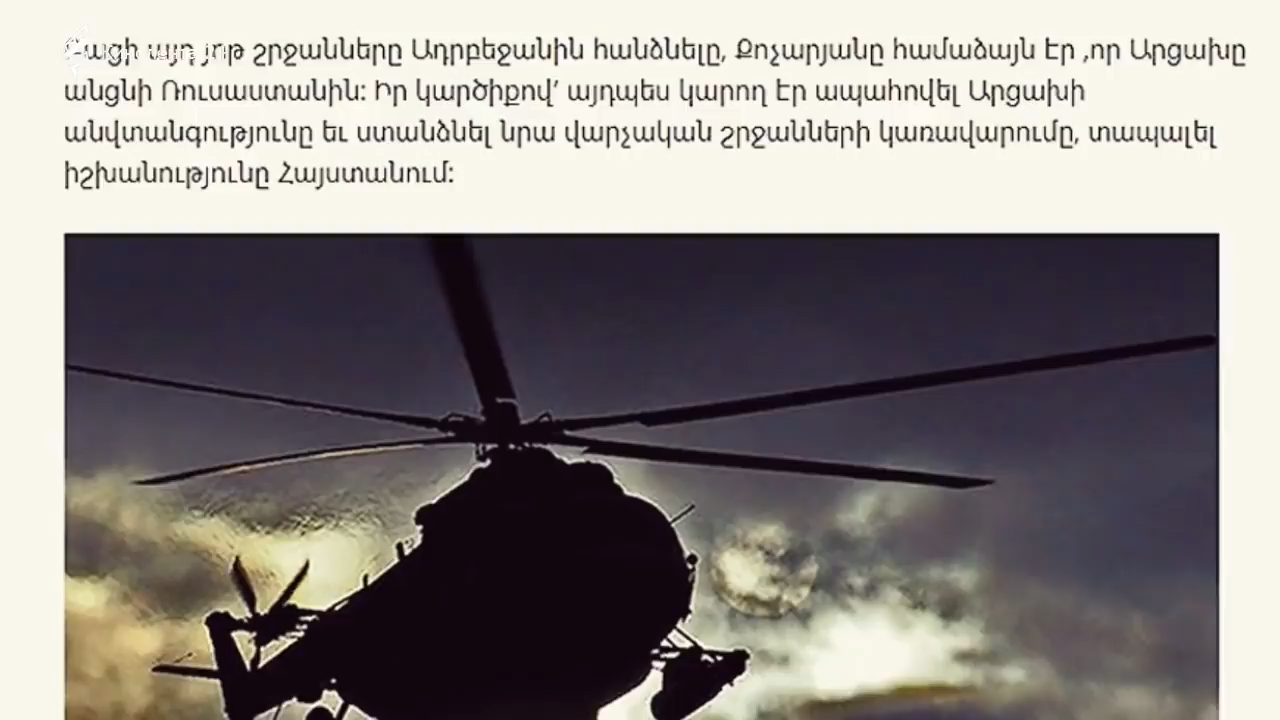 շրջանները Ադրբեջանին հանձնելը, Քոչարյանը համաձայն էր ,որ Արցախը
անցնի Ռուսաստանին: Իր կարծիքով՛ այդպես կարող էր ապահովել Արցախի
անվտանգությունը եւ ստանձնել նրա վարչական շրջանների կառավարումը, տապալել
իշխանությունը Հայստանում: